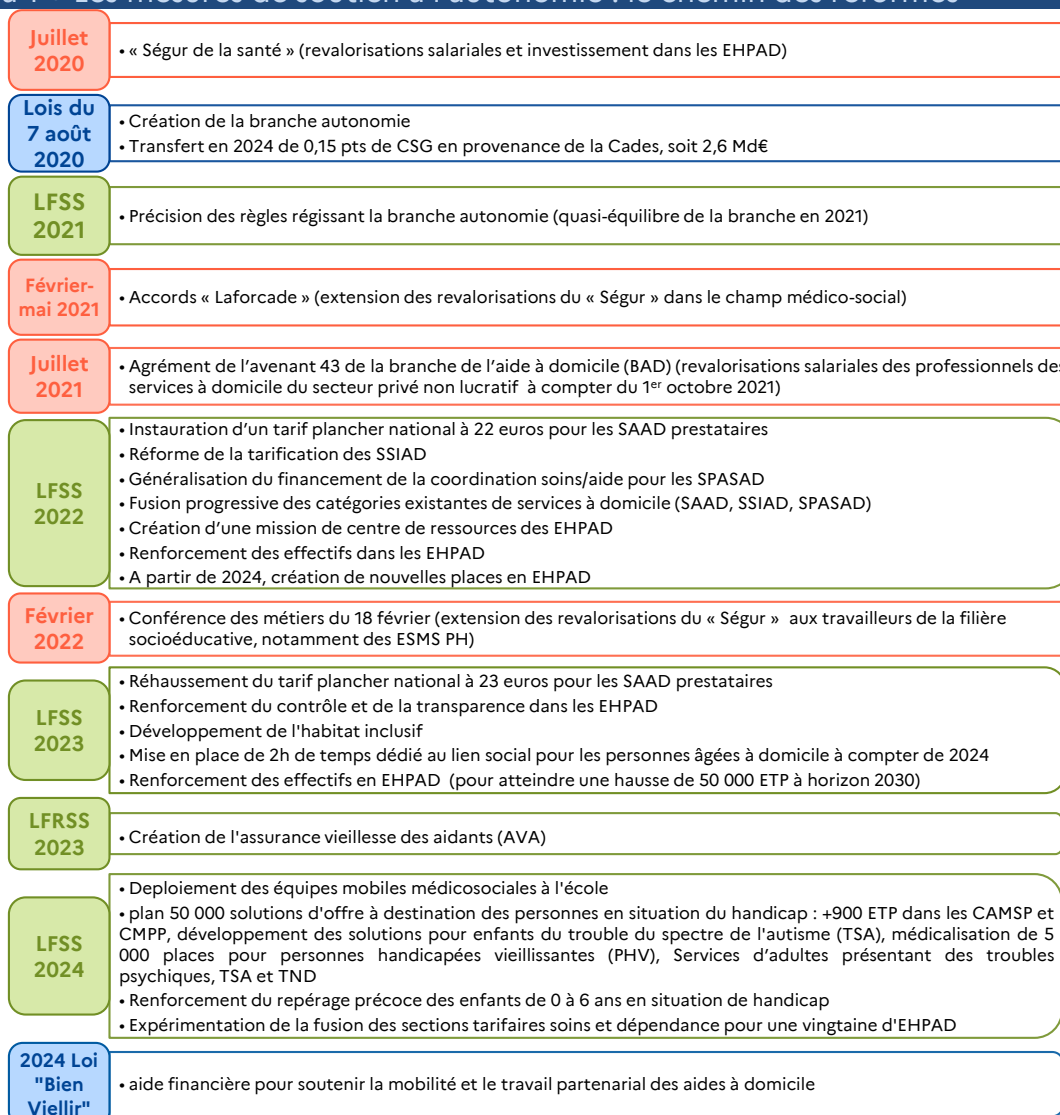 Les mesures de soutien à l'autonomie : le chemin des réformes
Juillet
2020
• « Ségur de la santé » (revalorisations salariales et investissement dans les EHPAD)
Lois du
7 août
2020
• Création de la branche autonomie
• Transfert en 2024 de 0,15 pts de CSG en provenance de la Cades, soit 2,6 Md€
LFSS
2021
• Précision des règles régissant la branche autonomie (quasi-équilibre de la branche en 2021)
Février-
mai 2021
• Accords « Laforcade » (extension des revalorisations du « Ségur » dans le champ médico-social)
Juillet
2021
• Agrément de l'avenant 43 de la branche de l'aide à domicile (BAD) (revalorisations salariales des professionnels des
services à domicile du secteur privé non lucratif à compter du 1er octobre 2021)
LFSS
2022
• Instauration d'un tarif plancher national à 22 euros pour les SAAD prestataires
• Réforme de la tarification des SSIAD
• Généralisation du financement de la coordination soins/aide pour les SPASAD
• Fusion progressive des catégories existantes de services à domicile (SAAD, SSIAD, SPASAD)
• Création d'une mission de centre de ressources des EHPAD
• Renforcement des effectifs dans les EHPAD
• A partir de 2024, création de nouvelles places en EHPAD
Février
2022
• Conférence des métiers du 18 février (extension des revalorisations du « Ségur » aux travailleurs de la filière
socioéducative, notamment des ESMS PH)
LFSS
2023
• Réhaussement du tarif plancher national à 23 euros pour les SAAD prestataires
• Renforcement du contrôle et de la transparence dans les EHPAD
• Développement de l'habitat inclusif
• Mise en place de 2h de temps dédié au lien social pour les personnes âgées à domicile à compter de 2024
• Renforcement des effectifs en EHPAD (pour atteindre une hausse de 50 000 ETP à horizon 2030)
LFRSS
2023
• Création de l'assurance vieillesse des aidants (AVA)
LFSS
2024
• Deploiement des équipes mobiles médicosociales à l'école
• plan 50 000 solutions d'offre à destination des personnes en situation du handicap : +900 ETP dans les CAMSP et
CMPP, développement des solutions pour enfants du trouble du spectre de l'autisme (TSA), médicalisation de 5
000 places pour personnes handicapées vieillissantes (PHV), Services d'adultes présentant des troubles
psychiques, TSA et TND
• Renforcement du repérage précoce des enfants de 0 à 6 ans en situation de handicap
• Expérimentation de la fusion des sections tarifaires soins et dépendance pour une vingtaine d'EHPAD
2024 Loi
"Bien
Viellir"
• aide financière pour soutenir la mobilité et le travail partenarial des aides à domicile